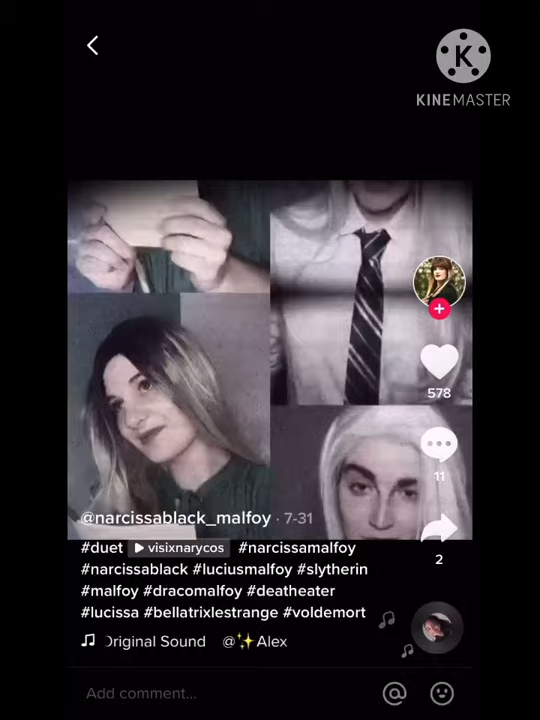 K
KINEMASTER
578
11
@narcissablack_malfoy · 7-31
#duet visixnarycos #narcissamalfoy
2
#narcissablack #luciusmalfoy #slytherin
#malfoy #dracomalfoy #deatheater
#lucissa #bellatrixlestrange #voldemort
Original Sound @✨Alex
Add comment...